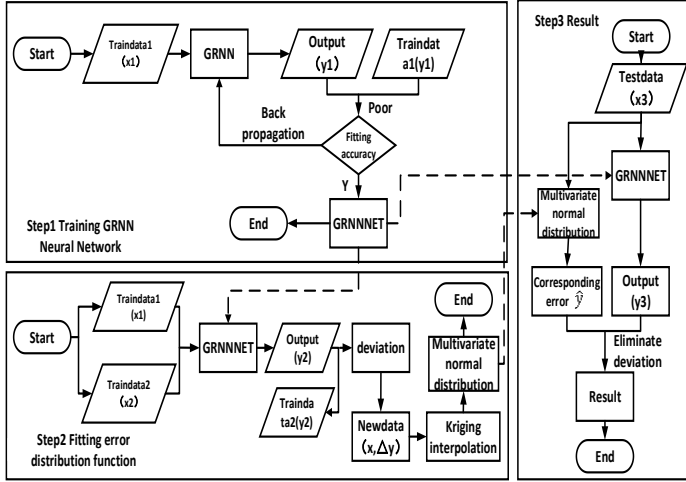 Start
Traindata1
(x1)
GRNN
Output
(y1)
Traindat
a1(y1)
Back
propagation
Poor
Fitting
accuracy
Y
End
GRNNNET
Step1 Training GRNN
Neural Network
Start
Traindata1
(x1)
Traindata2
(x2)
GRNNNET
Output
(y2)
Trainda
ta2(y2)
deviation
Newdata
(x,Δy)
Kriging
interpolation
Multivariate
normal
distribution
End
Step2 Fitting error
distribution function
Step3 Result
Start
Testdata
(x3)
GRNNNET
Multivariate
normal
distribution
Corresponding
error ŷ
Output
(y3)
Eliminate
deviation
Result
End